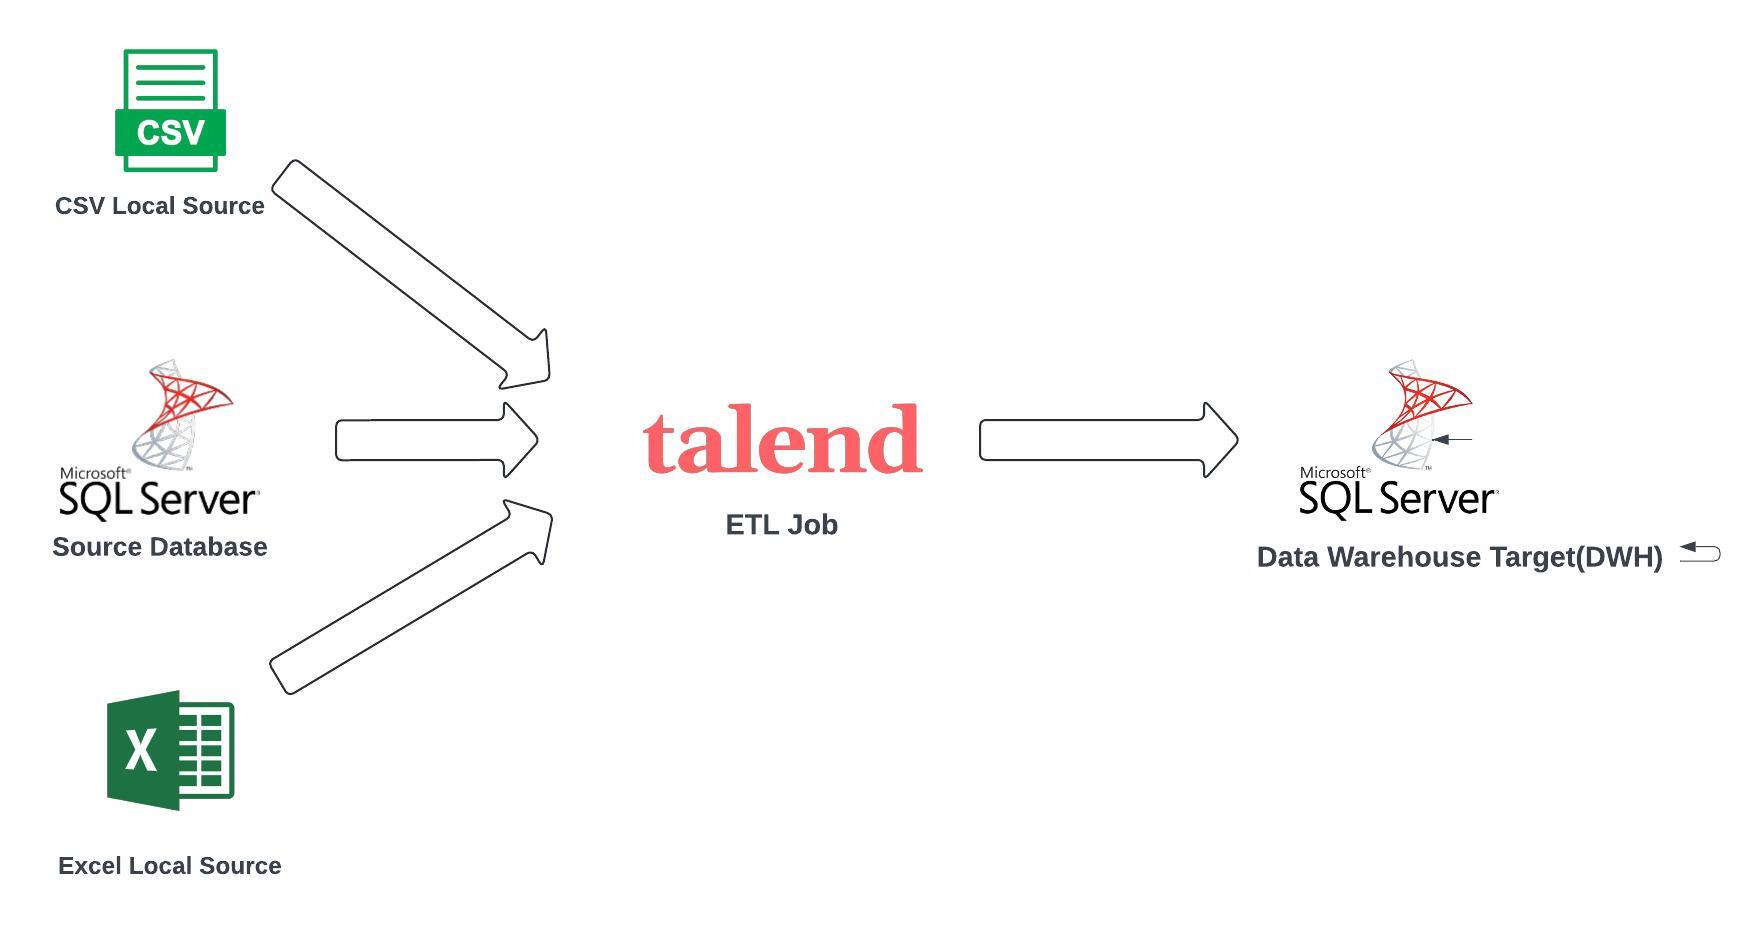 CSV
CSV Local Source
Microsoft®
SQL Server
Source Database
X
Excel Local Source
talend
ETL Job
Microsoft®
SQL Server
Data Warehouse Target(DWH)